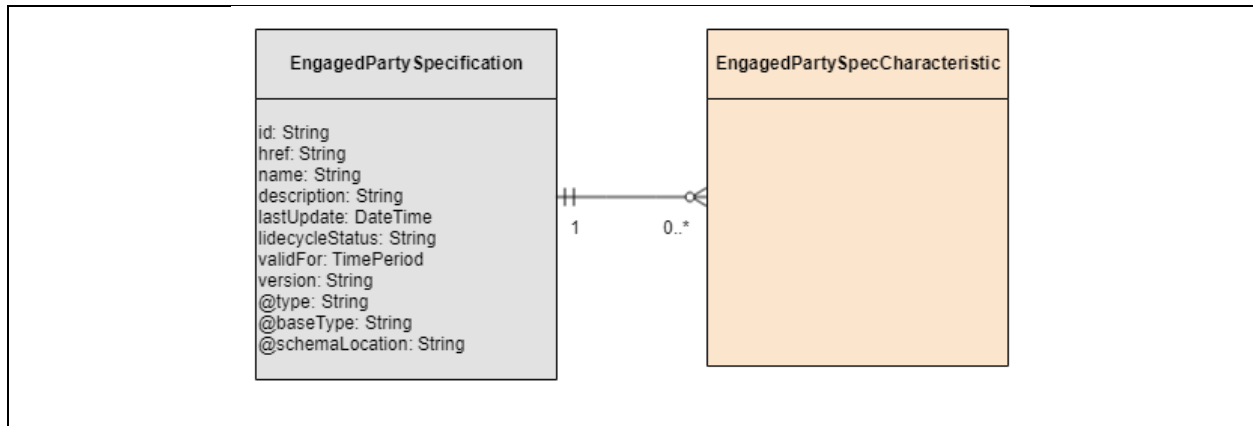 EngagedPartySpecification
EngagedPartySpecCharacteristic
id: String
href: String
name: String
description: String
lastUpdate: DateTime
lidecycleStatus: String
validFor: TimePeriod
version: String
@type: String
@baseType: String
@schemaLocation: String
1
0..*